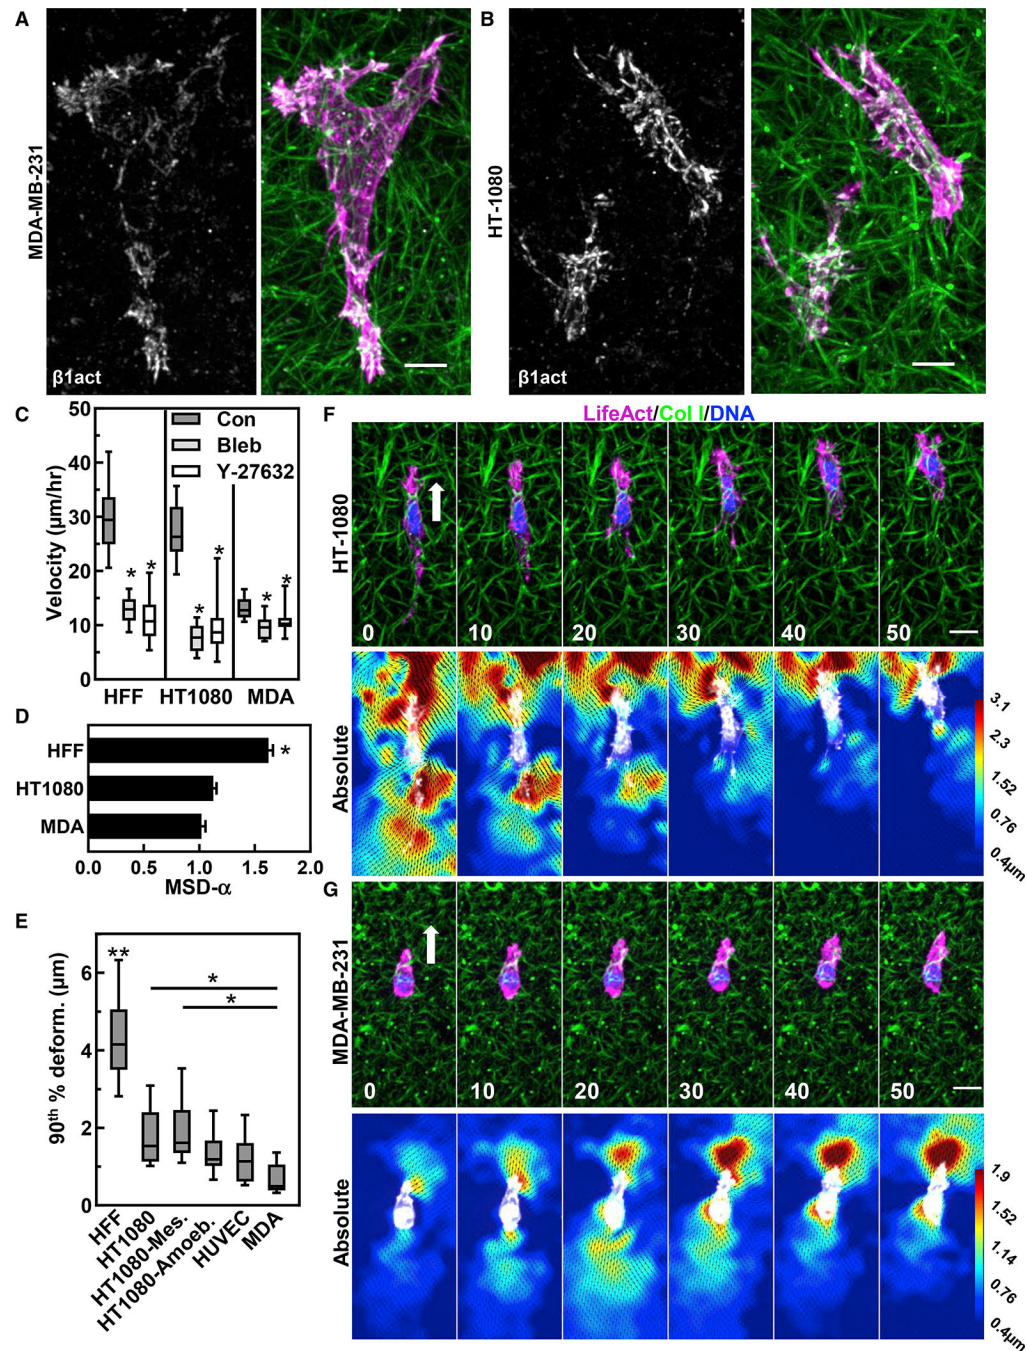 A
B
MDA-MB-231
β1act
HT-1080
β1act
C
50
40
30
20
10
0
Velocity (µm/hr)
Con
Bleb
Y-27632
* * * * * *
HFF HT1080 MDA
D
HFF
HT1080
MDA
*
0.0 0.5 1.0 1.5 2.0
MSD-α
E
90th % deform. (µm)
6
4
2
0
**
*
*
HFF
HT1080
HT1080-Mes.
HT1080-Amoeb.
HUVEC
MDA
F
LifeAct/Col I/DNA
HT-1080
0 10 20 30 40 50
Absolute
3.1
2.3
1.52
0.76
0.4µm
G
MDA-MB-231
0 10 20 30 40 50
Absolute
1.9
1.52
1.14
0.76
0.4µm